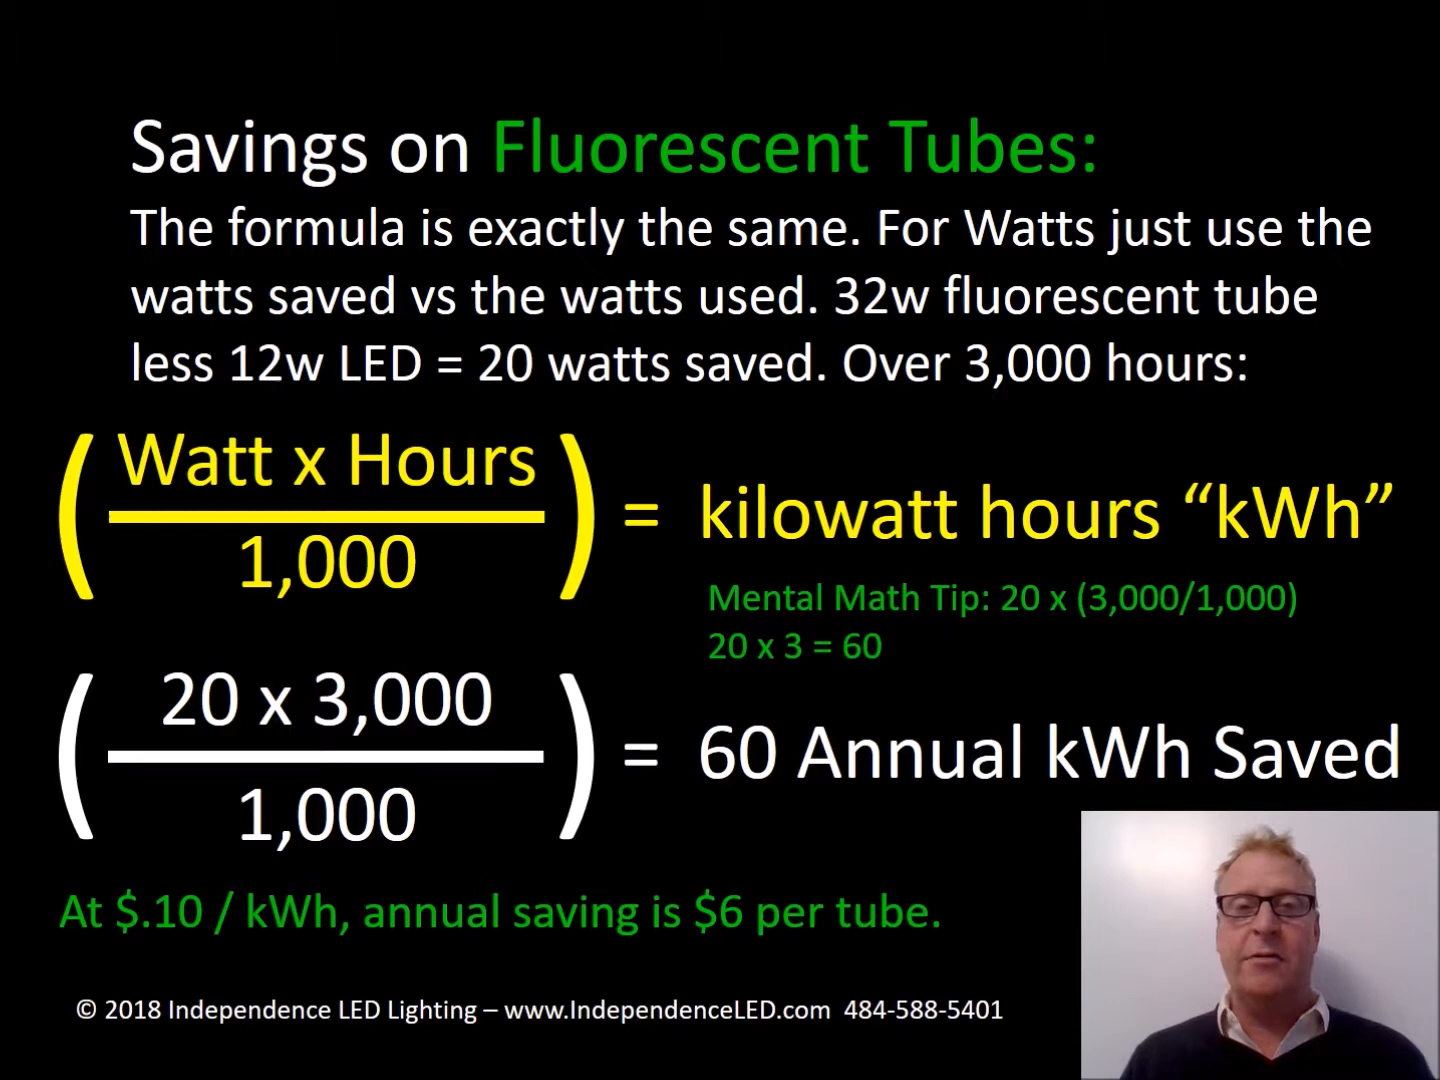 Savings on Fluorescent Tubes:
The formula is exactly the same. For Watts just use the
watts saved vs the watts used. 32w fluorescent tube
less 12w LED = 20 watts saved. Over 3,000 hours:
( Watt x Hours
1,000 ) = kilowatt hours “kWh”
Mental Math Tip: 20 x (3,000/1,000)
20 x 3 = 60
( 20 x 3,000
1,000 ) = 60 Annual kWh Saved
At $.10 / kWh, annual saving is $6 per tube.
© 2018 Independence LED Lighting – www.IndependenceLED.com 484-588-5401